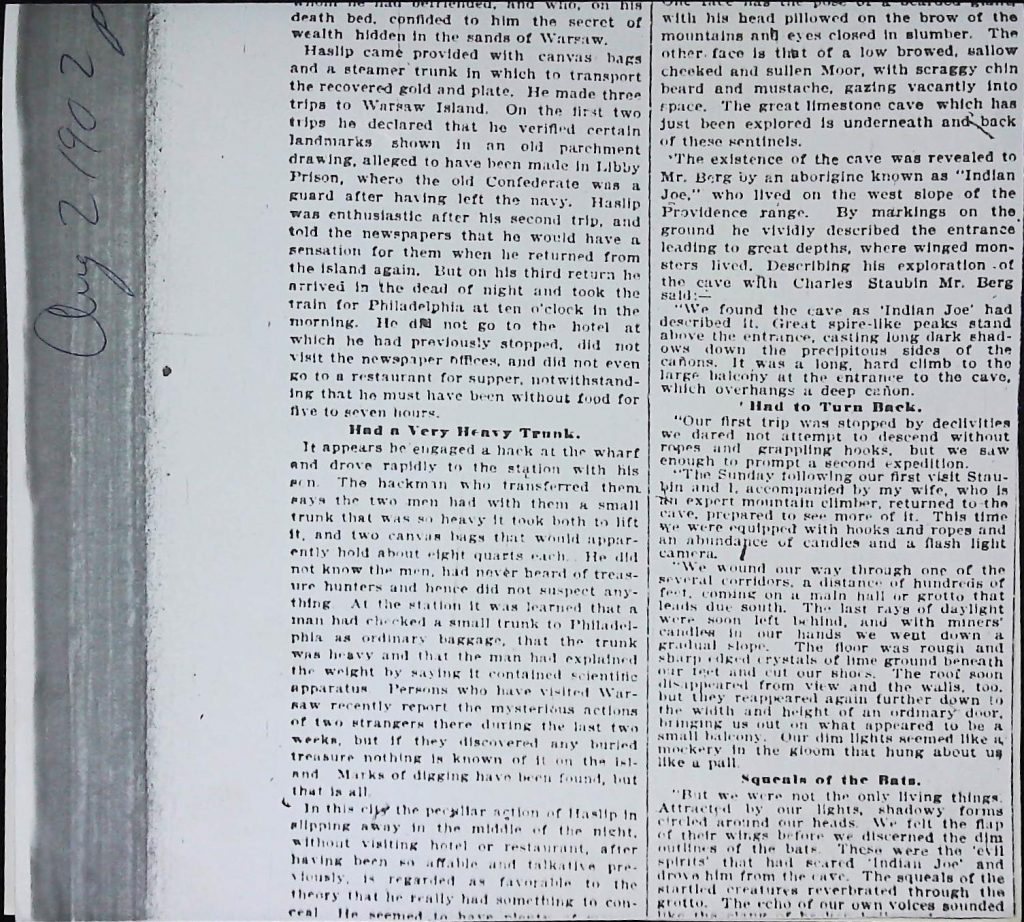 Aug 2 1902 p
whom he had befriended, and who, on his
death bed, confided to him the secret of
wealth hidden in the sands of Warsaw.
Haslip came provided with canvas bags
and a steamer trunk in which to transport
the recovered gold and plate. He made three
trips to Warsaw Island. On the first two
trips he declared that he verified certain
landmarks shown in an old parchment
drawing, alleged to have been made in Libby
Prison, where the old Confederate was a
guard after having left the navy. Haslip
was enthusiastic after his second trip, and
told the newspapers that he would have a
sensation for them when he returned from
the island again. But on his third return he
arrived in the dead of night and took the
train for Philadelphia at ten o'clock in the
morning. He did not go to the hotel at
which he had previously stopped, did not
visit the newspaper offices, and did not even
go to a restaurant for supper, notwithstand-
ing that he must have been without food for
five to seven hours.
Had a Very Heavy Trunk.
It appears he engaged a hack at the wharf
and drove rapidly to the station with his
son. The hackman who transferred them
says the two men had with them a small
trunk that was so heavy it took both to lift
it, and two canvas bags that would appar-
ently hold about eight quarts each. He did
not know the men, had never heard of treas-
ure hunters and hence did not suspect any-
thing. At the station it was learned that a
man had checked a small trunk to Philadel-
phia as ordinary baggage, that the trunk
was heavy and that the man had explained
the weight by saying it contained scientific
apparatus. Persons who have visited War-
saw recently report the mysterious actions
of two strangers there during the last two
weeks, but if they discovered any buried
treasure nothing is known of it on the isl-
and. Marks of digging have been found, but
that is all.
In this city the peculiar action of Haslip in
slipping away in the middle of the night,
without visiting hotel or restaurant, after
having been so affable and talkative pre-
viously, is regarded as favorable to the
theory that he really had something to con-
ceal. He seemed to have
One face has the pose of a bearded giant
with his head pillowed on the brow of the
mountains and eyes closed in slumber. The
other face is that of a low browed, sallow
cheeked and sullen Moor, with scraggy chin
beard and mustache, gazing vacantly into
space. The great limestone cave which has
just been explored is underneath and back
of these sentinels.
The existence of the cave was revealed to
Mr. Berg by an aborigine known as "Indian
Joe," who lived on the west slope of the
Providence range. By markings on the
ground he vividly described the entrance
leading to great depths, where winged mon-
sters lived. Describing his exploration of
the cave with Charles Staubin Mr. Berg
said:—
"We found the cave as 'Indian Joe' had
described it. Great spire-like peaks stand
above the entrance, casting long dark shad-
ows down the precipitous sides of the
cañons. It was a long, hard climb to the
large balcony at the entrance to the cave,
which overhangs a deep cañon.
Had to Turn Back.
"Our first trip was stopped by declivities
we dared not attempt to descend without
ropes and grappling hooks, but we saw
enough to prompt a second expedition.
"The Sunday following our first visit Stau-
bin and I, accompanied by my wife, who is
an expert mountain climber, returned to the
cave, prepared to see more of it. This time
we were equipped with hooks and ropes and
an abundance of candles and a flash light
camera.
"We wound our way through one of the
several corridors, a distance of hundreds of
feet, coming on a main hall or grotto that
leads due south. The last rays of daylight
were soon left behind, and with miners'
candles in our hands we went down a
gradual slope. The floor was rough and
sharp edged crystals of lime ground beneath
our feet and cut our shoes. The roof soon
disappeared from view and the walls, too,
but they reappeared again further down to
the width and height of an ordinary door,
bringing us out on what appeared to be a
small balcony. Our dim lights seemed like a
mockery in the gloom that hung about us
like a pall.
Squeals of the Bats.
"But we were not the only living things.
Attracted by our lights, shadowy forms
circled around our heads. We felt the flap
of their wings before we discerned the dim
outlines of the bats. These were the 'evil
spirits' that had scared 'Indian Joe' and
drove him from the cave. The squeals of the
startled creatures reverbrated through the
grotto. The echo of our own voices sounded